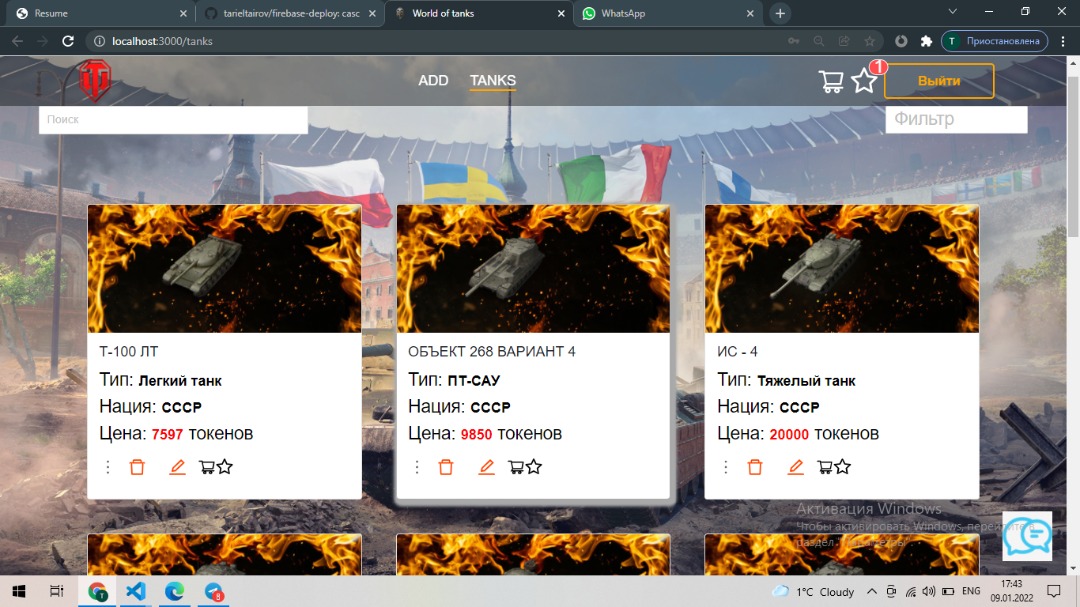 Resume
tarieltairov/firebase-deploy: casc
World of tanks
WhatsApp
localhost:3000/tanks
T
Приостановлена
ADD
TANKS
1
Выйти
Поиск
Фильтр
Т-100 ЛТ
Тип: Легкий танк
Нация: СССР
Цена: 7597 токенов
ОБЪЕКТ 268 ВАРИАНТ 4
Тип: ПТ-САУ
Нация: СССР
Цена: 9850 токенов
ИС - 4
Тип: Тяжелый танк
Нация: СССР
Цена: 20000 токенов
Активация Windows
Чтобы активировать Windows, перейдите в
раздел "Параметры".
8
1°C Cloudy
ENG
17:43
09.01.2022